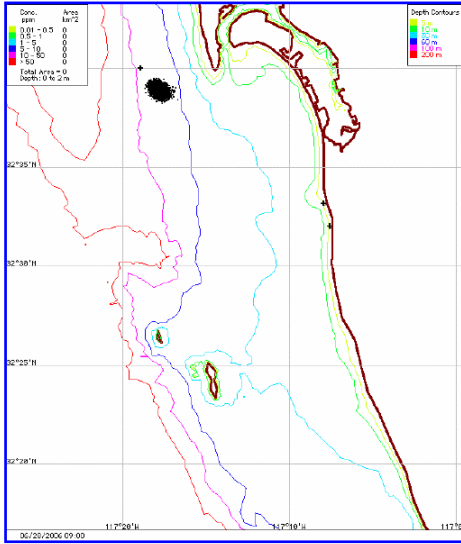 Conc. Area
ppm km^2
0.01 - 0.5 0
0.5 - 1 0
1 - 5 0
5 - 10 0
10 - 50 0
> 50 0
Total Area = 0
Depth: 0 to 2 m
Depth Contours
10 m
60 m
100 m
200 m
32°35'N
32°30'N
32°25'N
32°20'N
117°20'W
117°10'W
06/28/2006 09:00